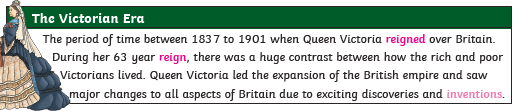 The Victorian Era
The period of time between 1837 to 1901 when Queen Victoria reigned over Britain.
During her 63 year reign, there was a huge contrast between how the rich and poor
Victorians lived. Queen Victoria led the expansion of the British empire and saw
major changes to all aspects of Britain due to exciting discoveries and inventions.